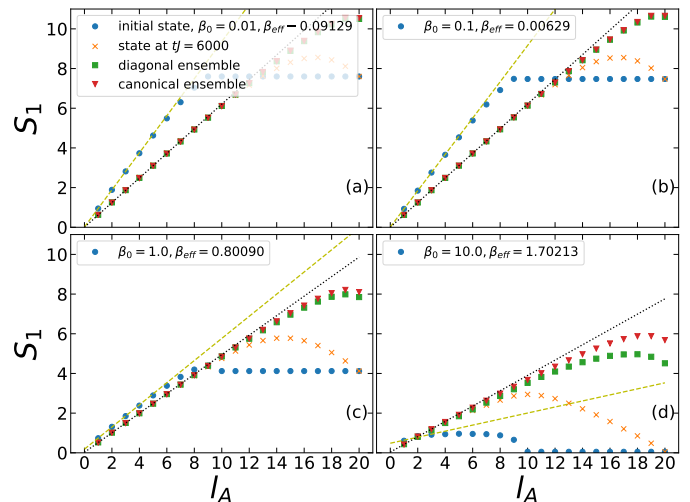 10
8
6
4
2
0
S₁
initial state, β₀ = 0.01, βeff − 0.09129
state at tJ = 6000
diagonal ensemble
canonical ensemble
(a)
β₀ = 0.1, βeff = 0.00629
(b)
10
8
6
4
2
0
S₁
β₀ = 1.0, βeff = 0.80090
(c)
0 2 4 6 8 10 12 14 16 18 20
l_A
β₀ = 10.0, βeff = 1.70213
(d)
0 2 4 6 8 10 12 14 16 18 20
l_A